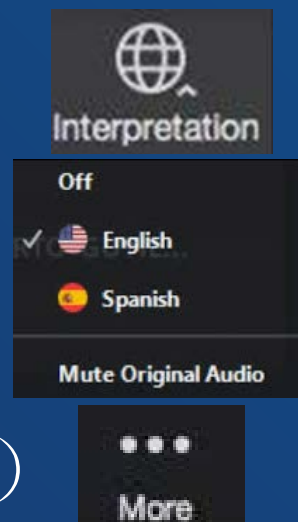 Interpretation
Off
English
Spanish
Mute Original Audio
More